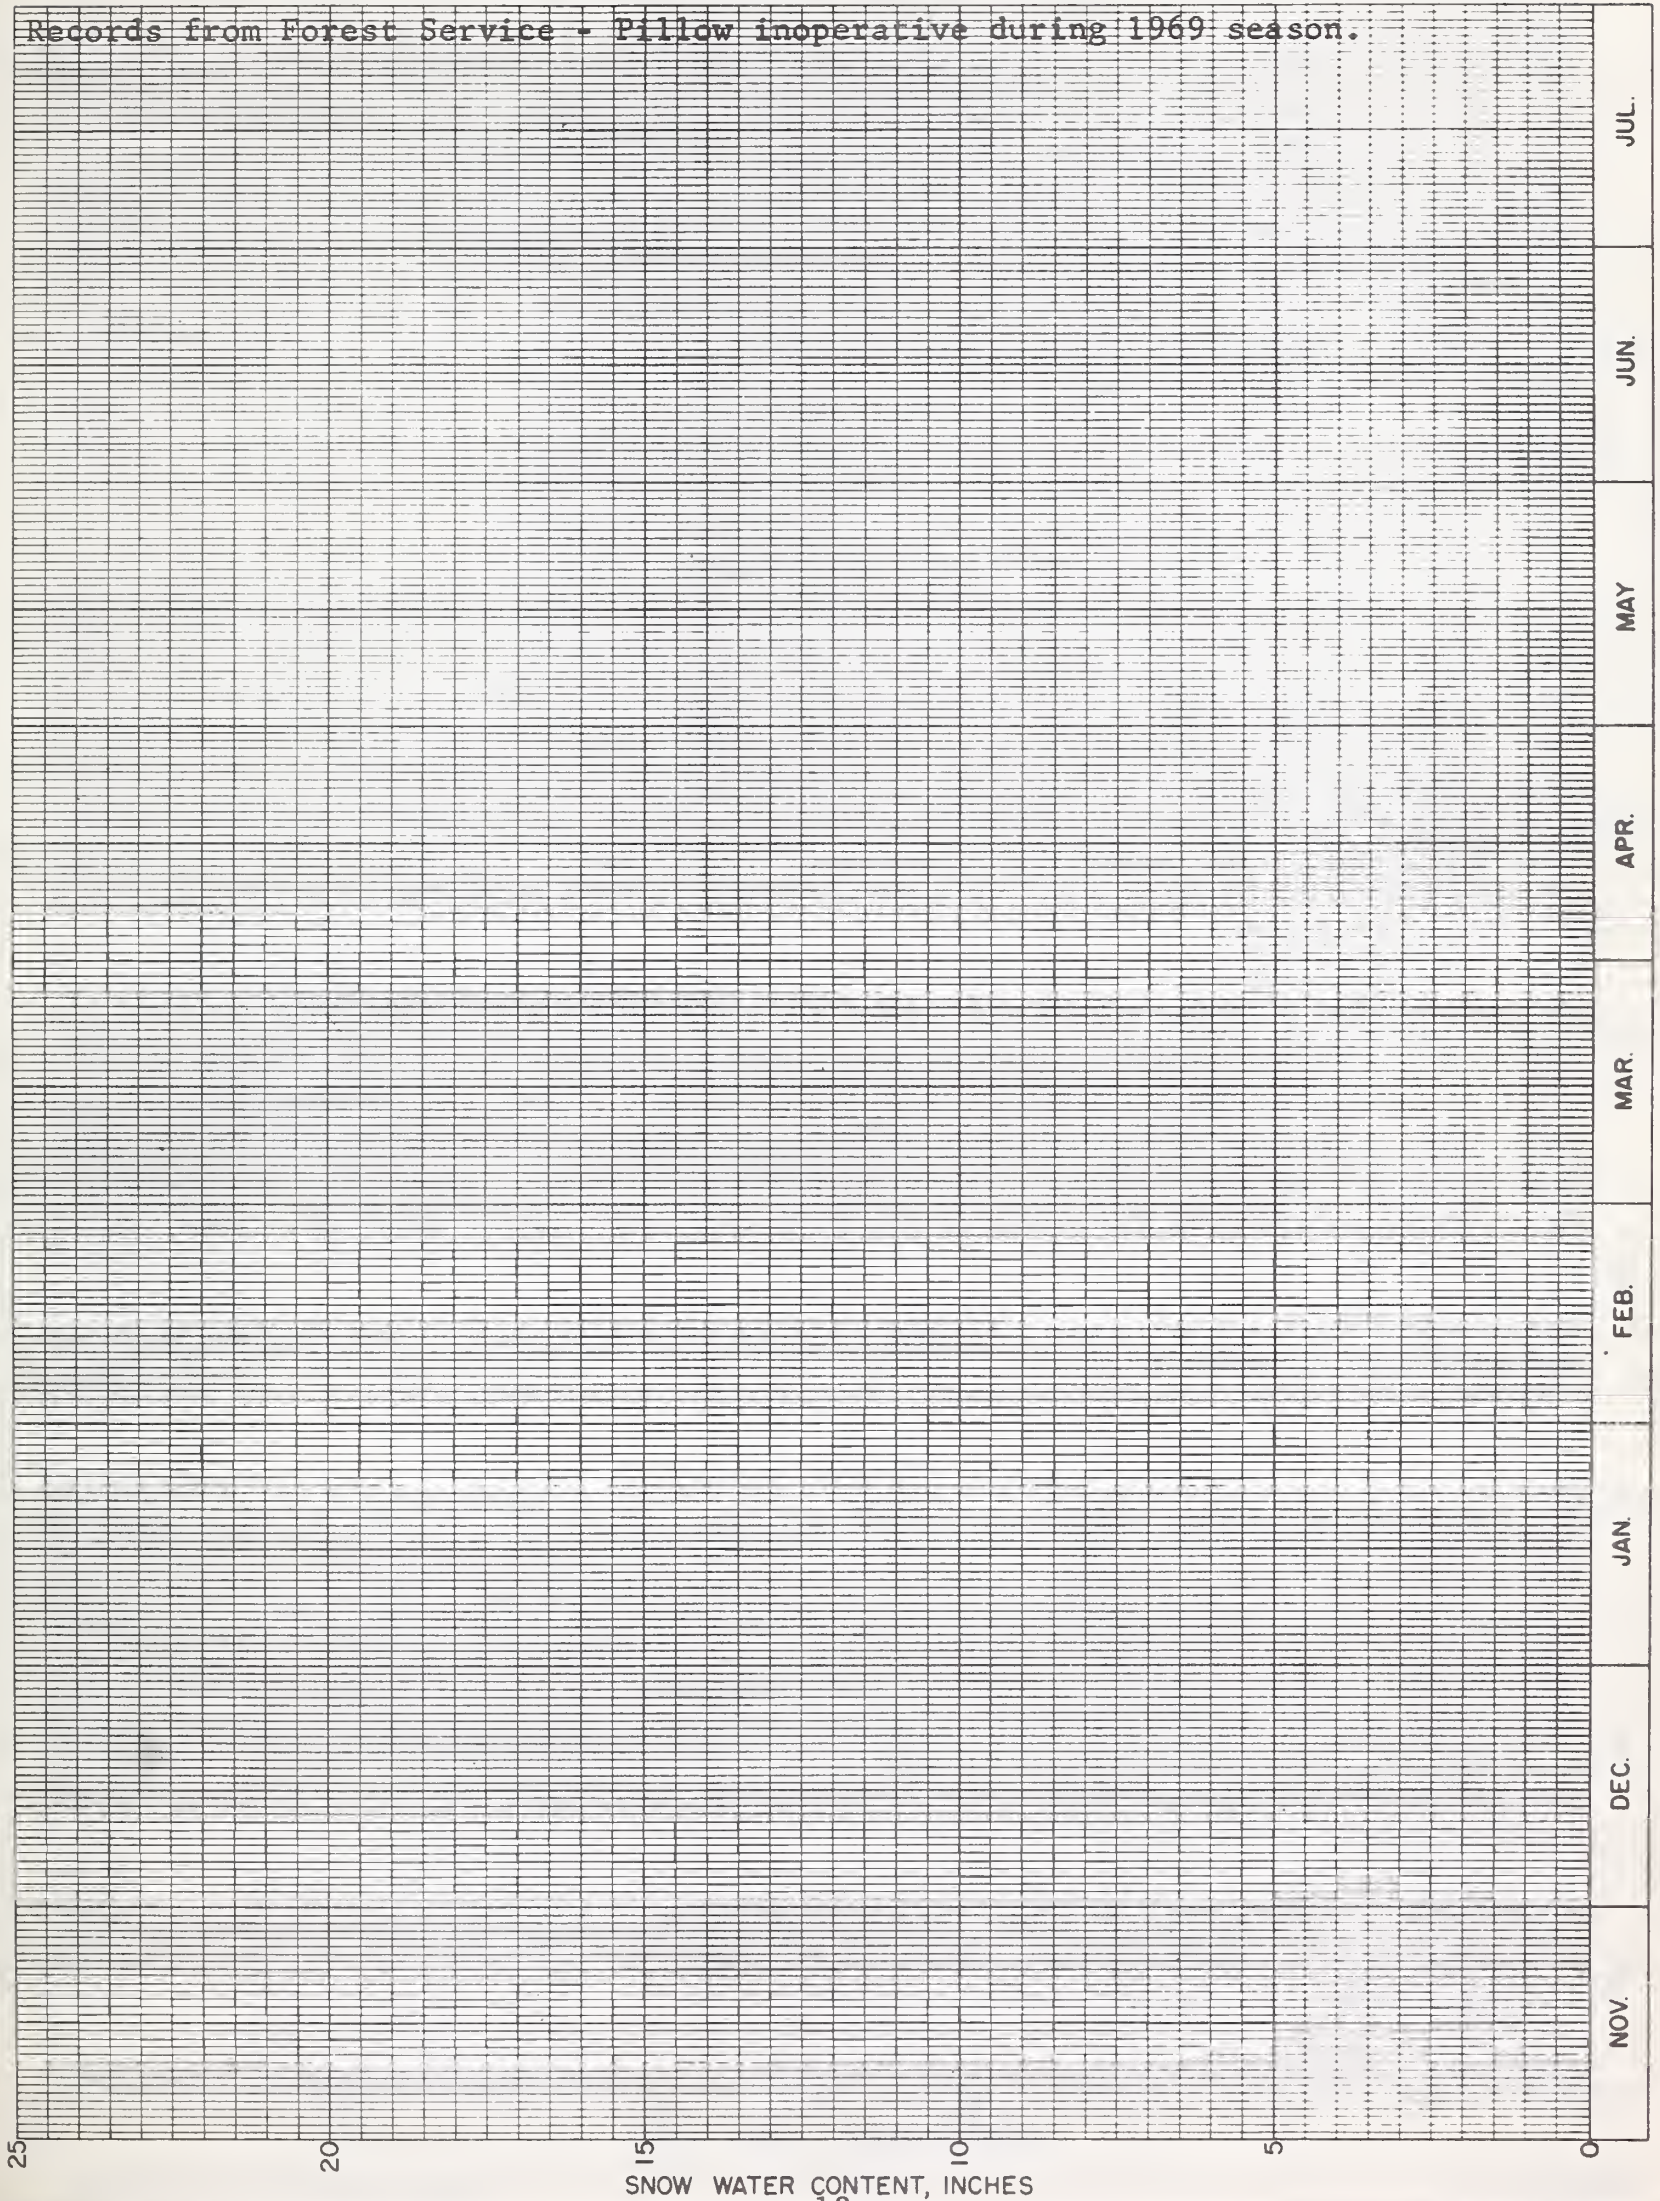 Records from Forest Service - Pillow inoperative during 1969 season.
JUL.
JUN.
MAY
APR.
MAR.
FEB.
JAN.
DEC.
NOV.
25 20 15 10 5 0
SNOW WATER CONTENT, INCHES